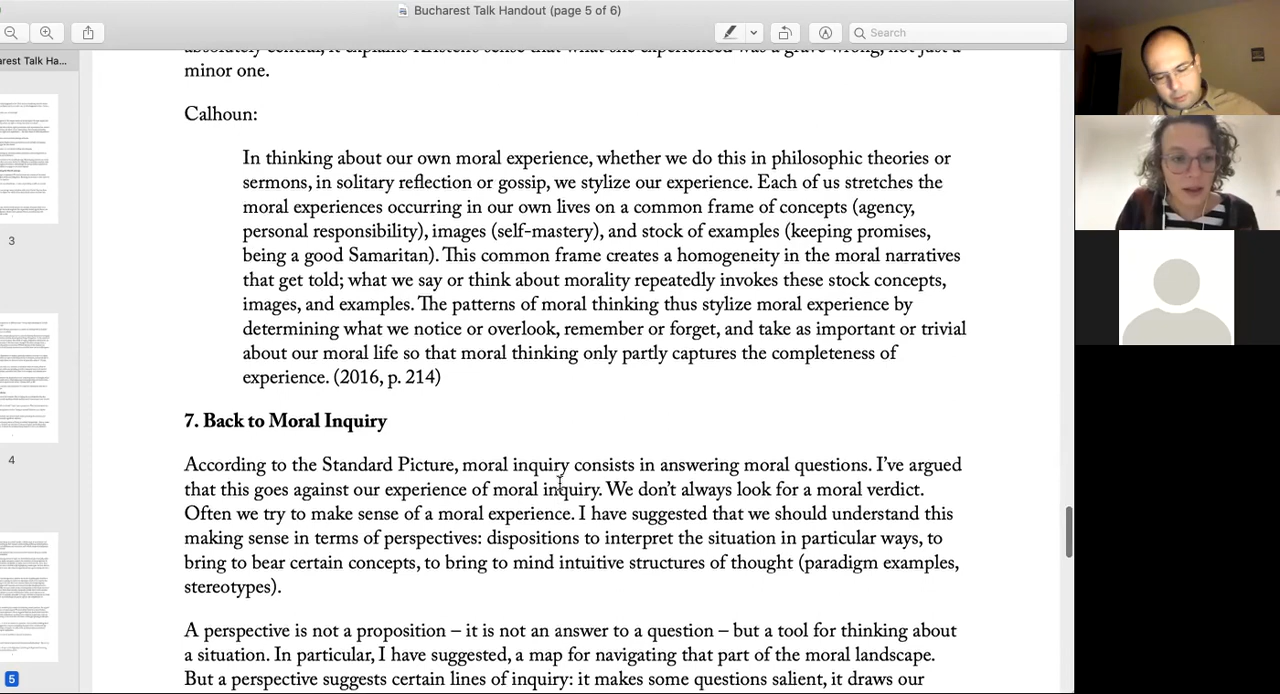 Bucharest Talk Handout (page 5 of 6)
Search
arest Talk Ha...
minor one.
Calhoun:
In thinking about our own moral experience, whether we do this in philosophic theories or
sermons, in solitary reflection or gossip, we stylize our experience. Each of us stretches the
moral experiences occurring in our own lives on a common frame of concepts (agency,
personal responsibility), images (self-mastery), and stock of examples (keeping promises,
being a good Samaritan). This common frame creates a homogeneity in the moral narratives
that get told; what we say or think about morality repeatedly invokes these stock concepts,
images, and examples. The patterns of moral thinking thus stylize moral experience by
determining what we notice or overlook, remember or forget, and take as important or trivial
about our moral life so that moral thinking only partly captures the completeness of
experience. (2016, p. 214)
7. Back to Moral Inquiry
According to the Standard Picture, moral inquiry consists in answering moral questions. I've argued
that this goes against our experience of moral inquiry. We don't always look for a moral verdict.
Often we try to make sense of a moral experience. I have suggested that we should understand this
making sense in terms of perspectives: dispositions to interpret the situation in particular ways, to
bring to bear certain concepts, to bring to mind intuitive structures of thought (paradigm examples,
stereotypes).
A perspective is not a proposition – it is not an answer to a question – but a tool for thinking about
a situation. In particular, I have suggested, a map for navigating that part of the moral landscape.
But a perspective suggests certain lines of inquiry: it makes some questions salient, it draws our
3
4
5